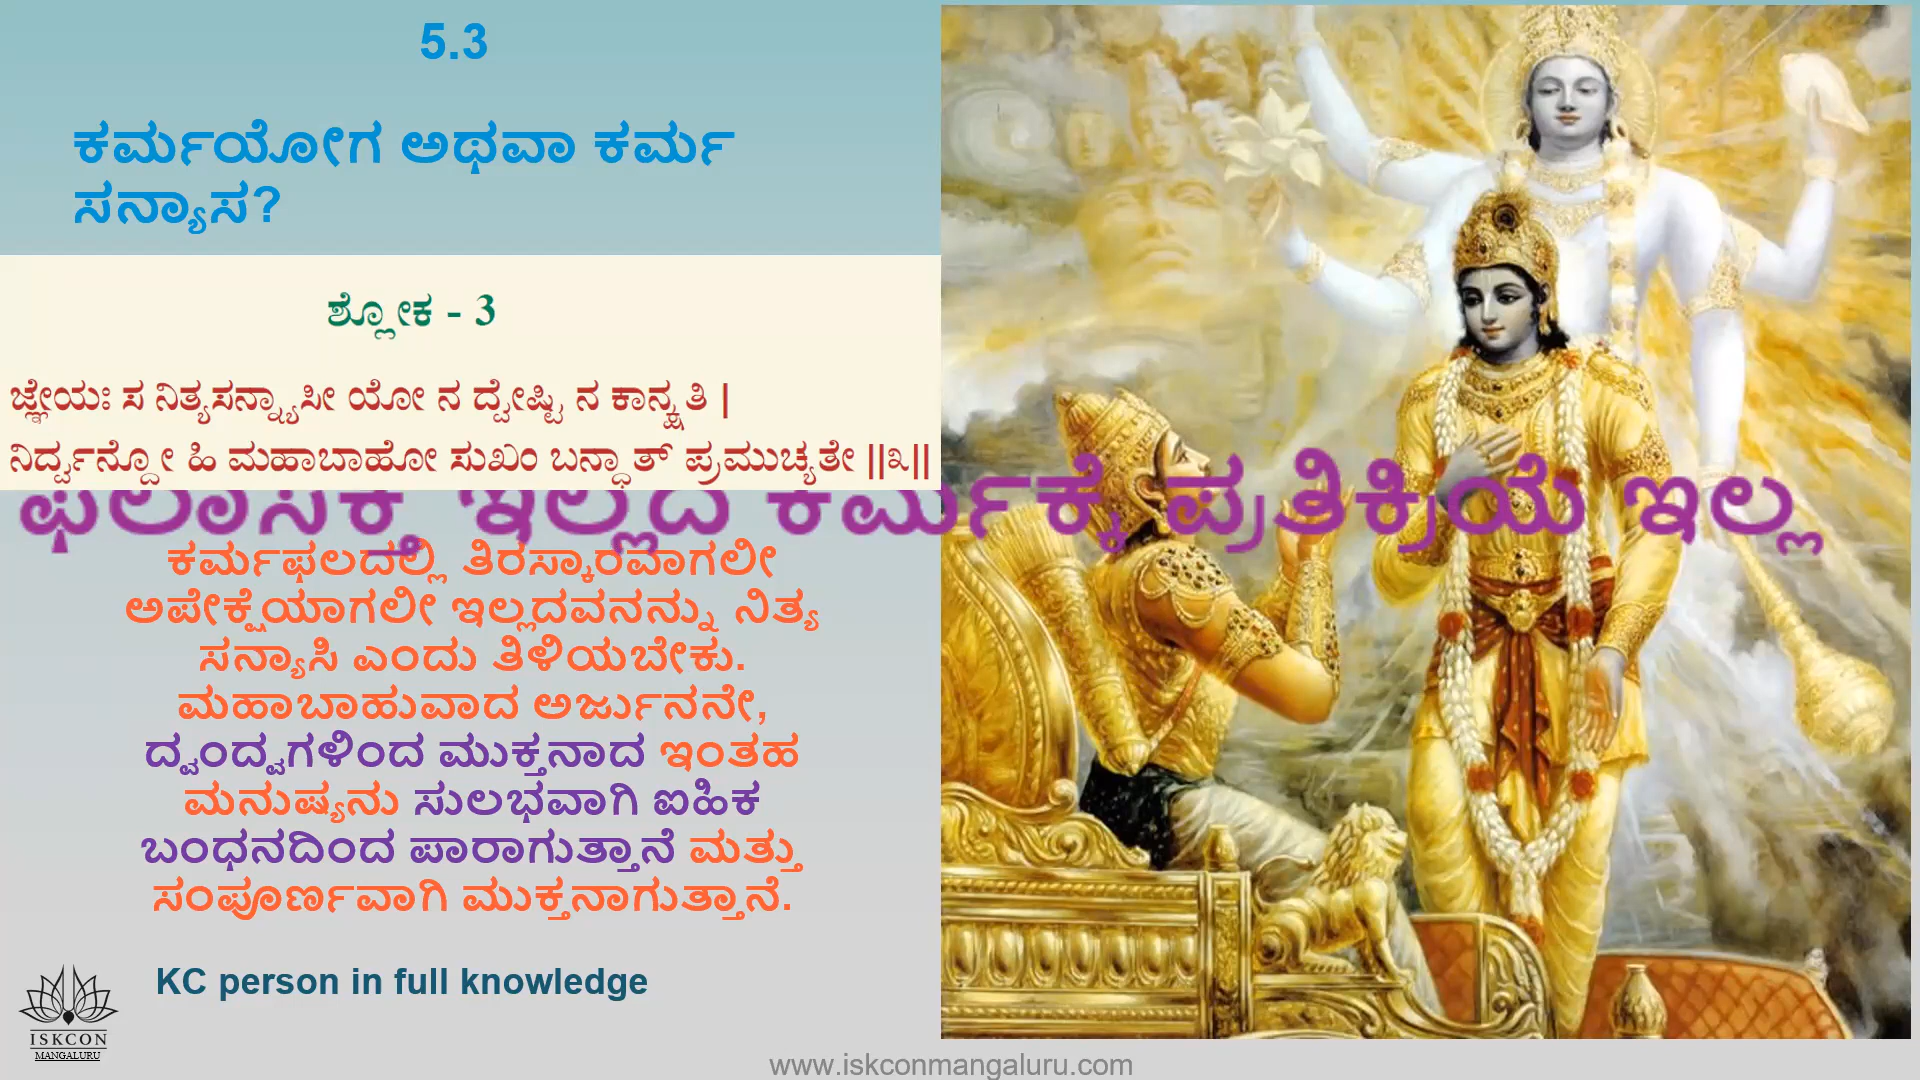 5.3
ಕರ್ಮಯೋಗ ಅಥವಾ ಕರ್ಮ
ಸನ್ಯಾಸ?
ಶ್ಲೋಕ - 3
ಜ್ಞೇಯಃ ಸ ನಿತ್ಯಸನ್ನ್ಯಾಸೀ ಯೋ ನ ದ್ವೇಷ್ಟಿ ನ ಕಾನ್ಕ್ಷತಿ |
ನಿರ್ದ್ವನ್ದ್ವೋ ಹಿ ಮಹಾಬಾಹೋ ಸುಖಂ ಬನ್ಧಾತ್ ಪ್ರಮುಚ್ಯತೇ ||೩||
ಫಲಾಸಕ್ತಿ ಇಲ್ಲದ ಕರ್ಮಕ್ಕೆ ಪ್ರತಿಕ್ರಿಯೆ ಇಲ್ಲ
ಕರ್ಮಫಲದಲ್ಲಿ ತಿರಸ್ಕಾರವಾಗಲೀ
ಅಪೇಕ್ಷೆಯಾಗಲೀ ಇಲ್ಲದವನನ್ನು ನಿತ್ಯ
ಸನ್ಯಾಸಿ ಎಂದು ತಿಳಿಯಬೇಕು.
ಮಹಾಬಾಹುವಾದ ಅರ್ಜುನನೇ,
ದ್ವಂದ್ವಗಳಿಂದ ಮುಕ್ತನಾದ ಇಂತಹ
ಮನುಷ್ಯನು ಸುಲಭವಾಗಿ ಐಹಿಕ
ಬಂಧನದಿಂದ ಪಾರಾಗುತ್ತಾನೆ ಮತ್ತು
ಸಂಪೂರ್ಣವಾಗಿ ಮುಕ್ತನಾಗುತ್ತಾನೆ.
KC person in full knowledge
ISKCON
MANGALURU
www.iskconmangaluru.com